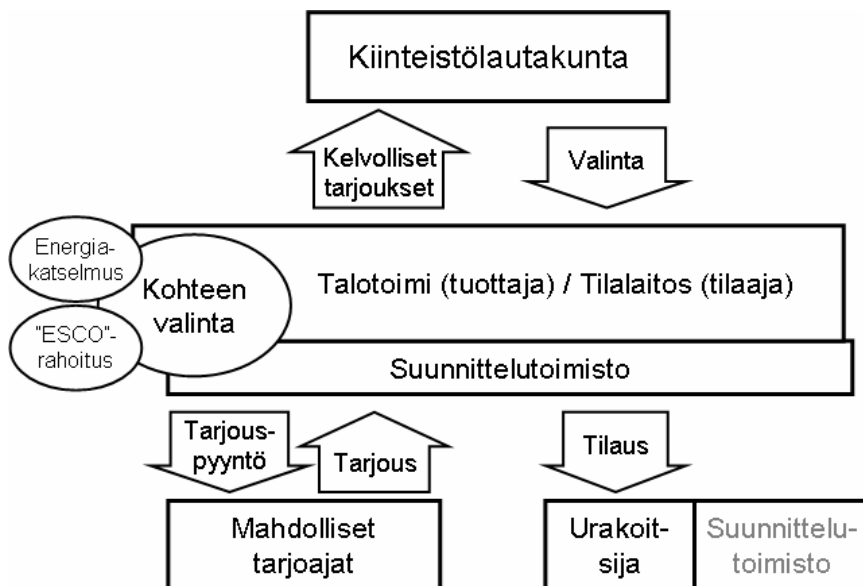 Kiinteistölautakunta
Kelvolliset
tarjoukset
Valinta
Energia-
katselmus
Kohteen
valinta
Talotoimi (tuottaja) / Tilalaitos (tilaaja)
"ESCO"-
rahoitus
Suunnittelutoimisto
Tarjous-
pyyntö
Tarjous
Tilaus
Mahdolliset
tarjoajat
Urakoit-
sija
Suunnittelu-
toimisto